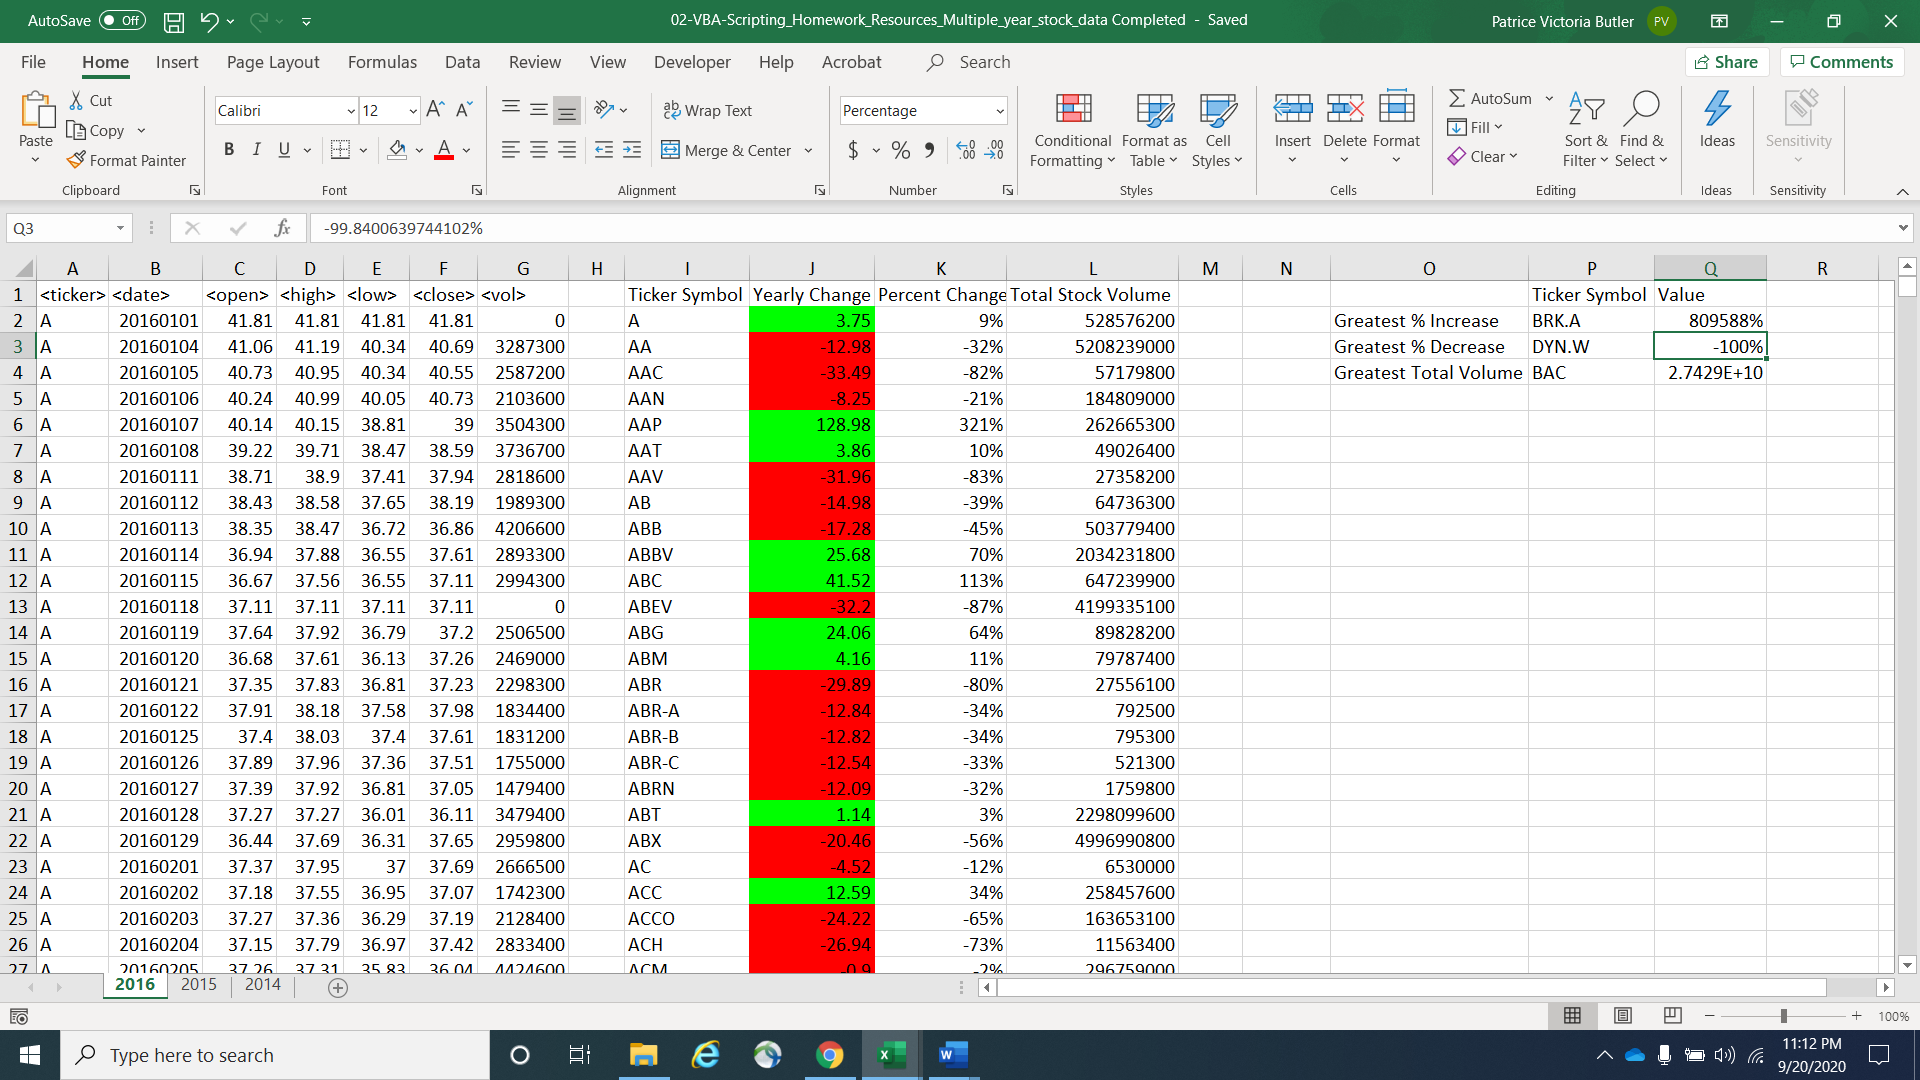 AutoSave Off 02-VBA-Scripting_Homework_Resources_Multiple_year_stock_data Completed - Saved Patrice Victoria Butler PV
File Home Insert Page Layout Formulas Data Review View Developer Help Acrobat Search Share Comments
Paste Cut Copy Format Painter Clipboard
Calibri 12 B I U A A A A Font
ab Wrap Text Merge & Center Alignment
Percentage $ % Number
Conditional Formatting Format as Table Cell Styles Styles
Insert Delete Format Cells
AutoSum Fill Clear Sort & Filter Find & Select Editing
Ideas Ideas
Sensitivity Sensitivity
Q3 fx -99.8400639744102%
A B C D E F G H I J K L M N O P Q R
1 <ticker> <date> <open> <high> <low> <close> <vol> Ticker Symbol Yearly Change Percent Change Total Stock Volume Ticker Symbol Value
2 A 20160101 41.81 41.81 41.81 41.81 0 A 3.75 9% 528576200 Greatest % Increase BRK.A 809588%
3 A 20160104 41.06 41.19 40.34 40.69 3287300 AA -12.98 -32% 5208239000 Greatest % Decrease DYN.W -100%
4 A 20160105 40.73 40.95 40.34 40.55 2587200 AAC -33.49 -82% 57179800 Greatest Total Volume BAC 2.7429E+10
5 A 20160106 40.24 40.99 40.05 40.73 2103600 AAN -8.25 -21% 184809000
6 A 20160107 40.14 40.15 38.81 39 3504300 AAP 128.98 321% 262665300
7 A 20160108 39.22 39.71 38.47 38.59 3736700 AAT 3.86 10% 49026400
8 A 20160111 38.71 38.9 37.41 37.94 2818600 AAV -31.96 -83% 27358200
9 A 20160112 38.43 38.58 37.65 38.19 1989300 AB -14.98 -39% 64736300
10 A 20160113 38.35 38.47 36.72 36.86 4206600 ABB -17.28 -45% 503779400
11 A 20160114 36.94 37.88 36.55 37.61 2893300 ABBV 25.68 70% 2034231800
12 A 20160115 36.67 37.56 36.55 37.11 2994300 ABC 41.52 113% 647239900
13 A 20160118 37.11 37.11 37.11 37.11 0 ABEV -32.2 -87% 4199335100
14 A 20160119 37.64 37.92 36.79 37.2 2506500 ABG 24.06 64% 89828200
15 A 20160120 36.68 37.61 36.13 37.26 2469000 ABM 4.16 11% 79787400
16 A 20160121 37.35 37.83 36.81 37.23 2298300 ABR -29.89 -80% 27556100
17 A 20160122 37.91 38.18 37.58 37.98 1834400 ABR-A -12.84 -34% 792500
18 A 20160125 37.4 38.03 37.4 37.61 1831200 ABR-B -12.82 -34% 795300
19 A 20160126 37.89 37.96 37.36 37.51 1755000 ABR-C -12.54 -33% 521300
20 A 20160127 37.39 37.92 36.81 37.05 1479400 ABRN -12.09 -32% 1759800
21 A 20160128 37.27 37.27 36.01 36.11 3479400 ABT 1.14 3% 2298099600
22 A 20160129 36.44 37.69 36.31 37.65 2959800 ABX -20.46 -56% 4996990800
23 A 20160201 37.37 37.95 37 37.69 2666500 AC -4.52 -12% 6530000
24 A 20160202 37.18 37.55 36.95 37.07 1742300 ACC 12.59 34% 258457600
25 A 20160203 37.27 37.36 36.29 37.19 2128400 ACCO -24.22 -65% 163653100
26 A 20160204 37.15 37.79 36.97 37.42 2833400 ACH -26.94 -73% 11563400
27 A 20160205 37.26 37.31 35.83 36.04 4424600 ACM -0.9 -2% 296759000
2016 2015 2014
100%
Type here to search 11:12 PM
9/20/2020